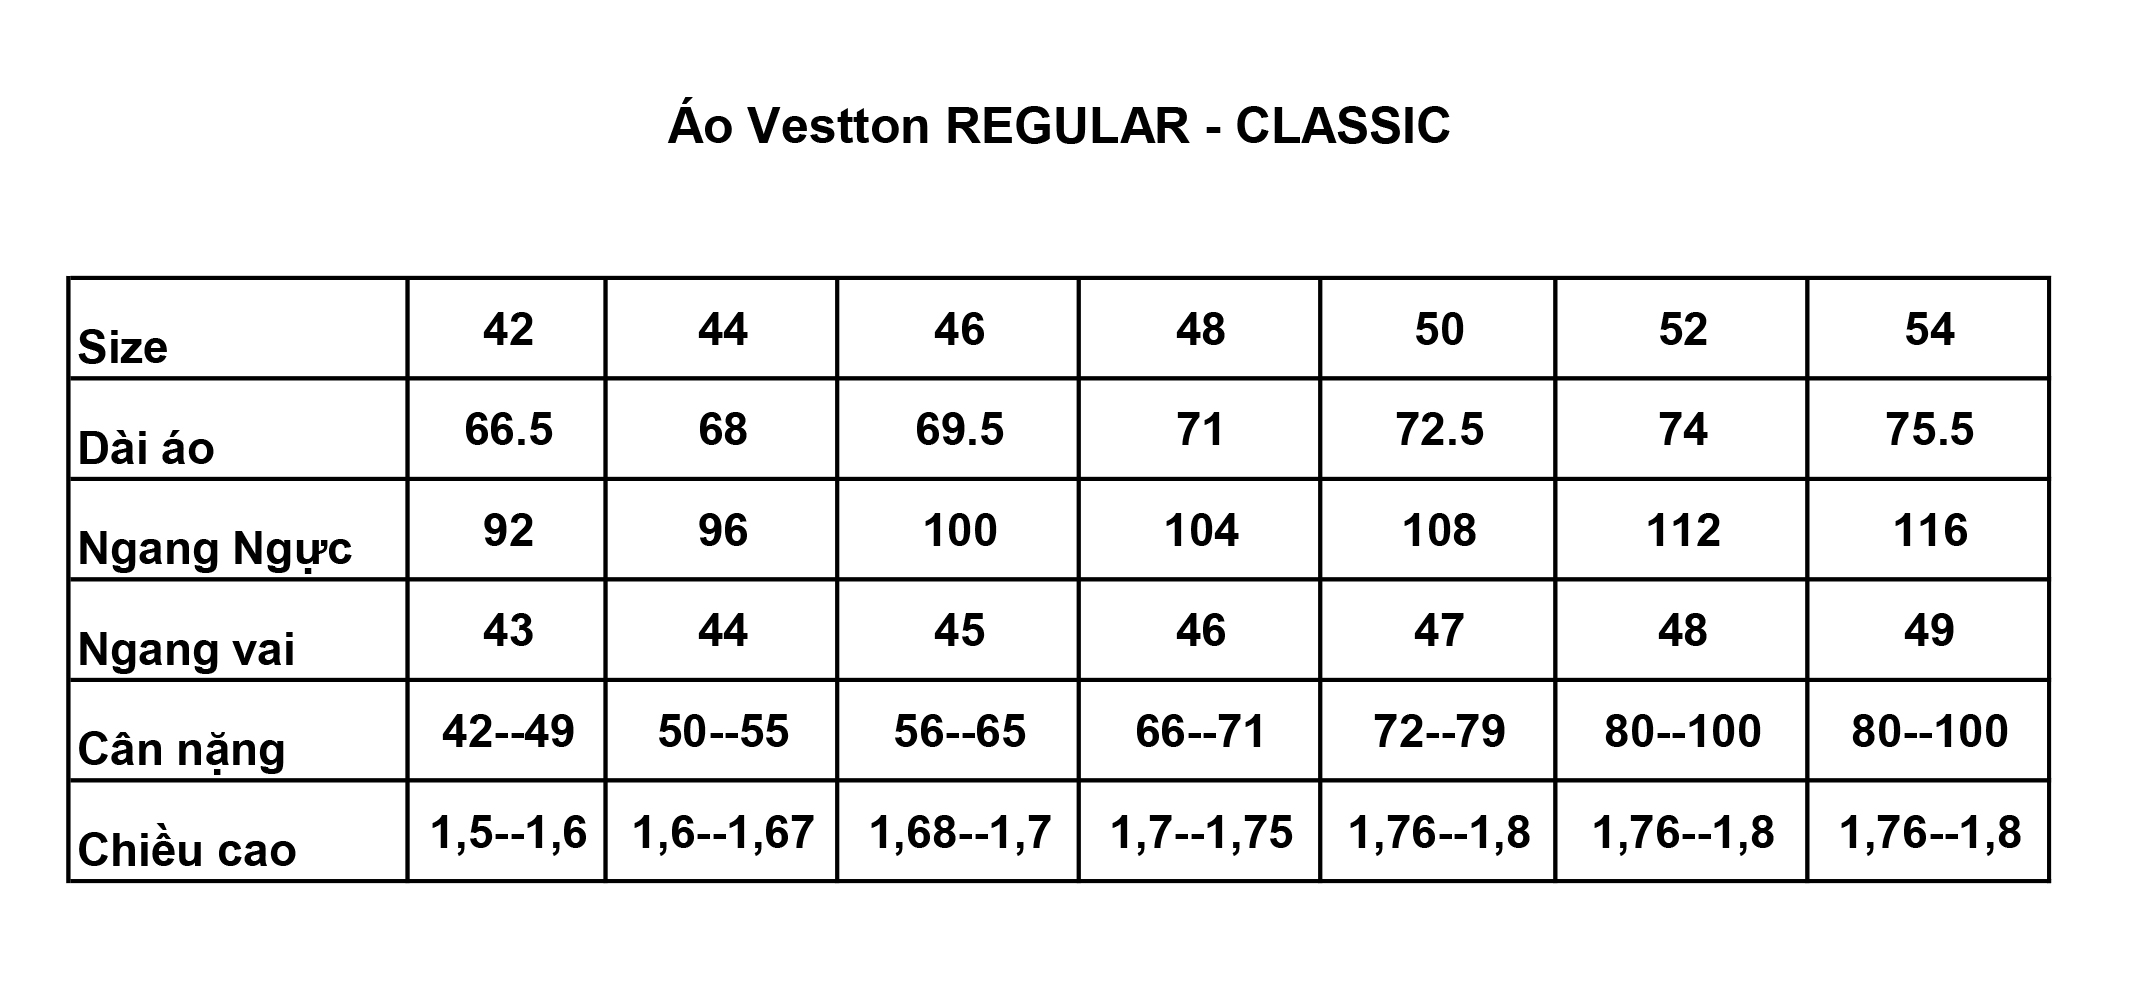 Áo Vestton REGULAR - CLASSIC
Size 42 44 46 48 50 52 54
Dài áo 66.5 68 69.5 71 72.5 74 75.5
Ngang Ngực 92 96 100 104 108 112 116
Ngang vai 43 44 45 46 47 48 49
Cân nặng 42--49 50--55 56--65 66--71 72--79 80--100 80--100
Chiều cao 1,5--1,6 1,6--1,67 1,68--1,7 1,7--1,75 1,76--1,8 1,76--1,8 1,76--1,8